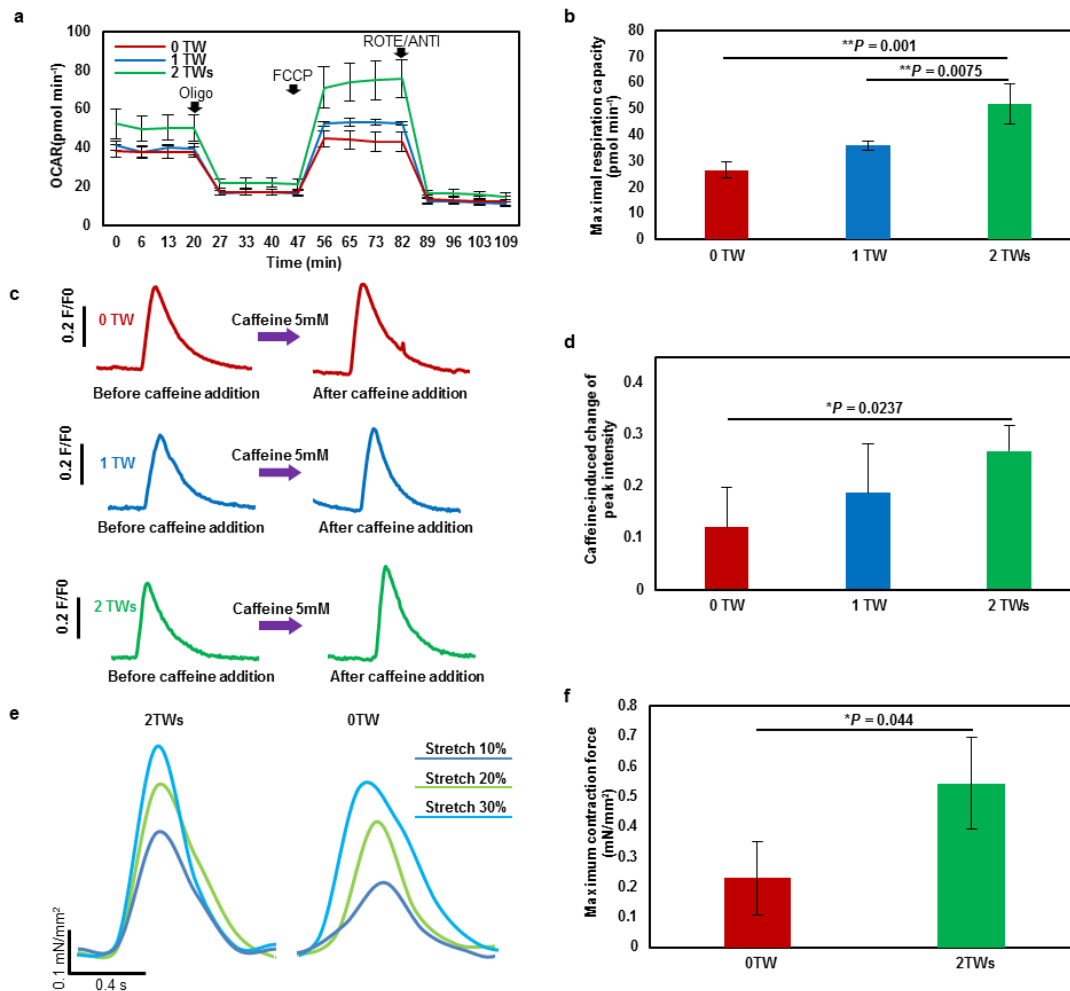 a
OCAR(pmol min⁻¹)
100
80
60
40
20
0
0 TW
1 TW
2 TWs
Oligo
FCCP
ROTE/ANTI
0 6 13 20 27 33 40 47 56 65 73 82 89 96 103 109
Time (min)
b
Maximal respiration capacity
(pmol min⁻¹)
80
70
60
50
40
30
20
10
0
**P = 0.001
**P = 0.0075
0 TW 1 TW 2 TWs
c
0.2 F/F0
0 TW
Caffeine 5mM
Before caffeine addition After caffeine addition
0.2 F/F0
1 TW
Caffeine 5mM
Before caffeine addition After caffeine addition
0.2 F/F0
2 TWs
Caffeine 5mM
Before caffeine addition After caffeine addition
d
Caffeine-induced change of
peak intensity
0.4
0.3
0.2
0.1
0
*P = 0.0237
0 TW 1 TW 2 TWs
e
2TWs 0TW
Stretch 10%
Stretch 20%
Stretch 30%
0.1 mN/mm²
0.4 s
f
Maximum contraction force
(mN/mm²)
0.8
0.7
0.6
0.5
0.4
0.3
0.2
0.1
0
*P = 0.044
0TW 2TWs